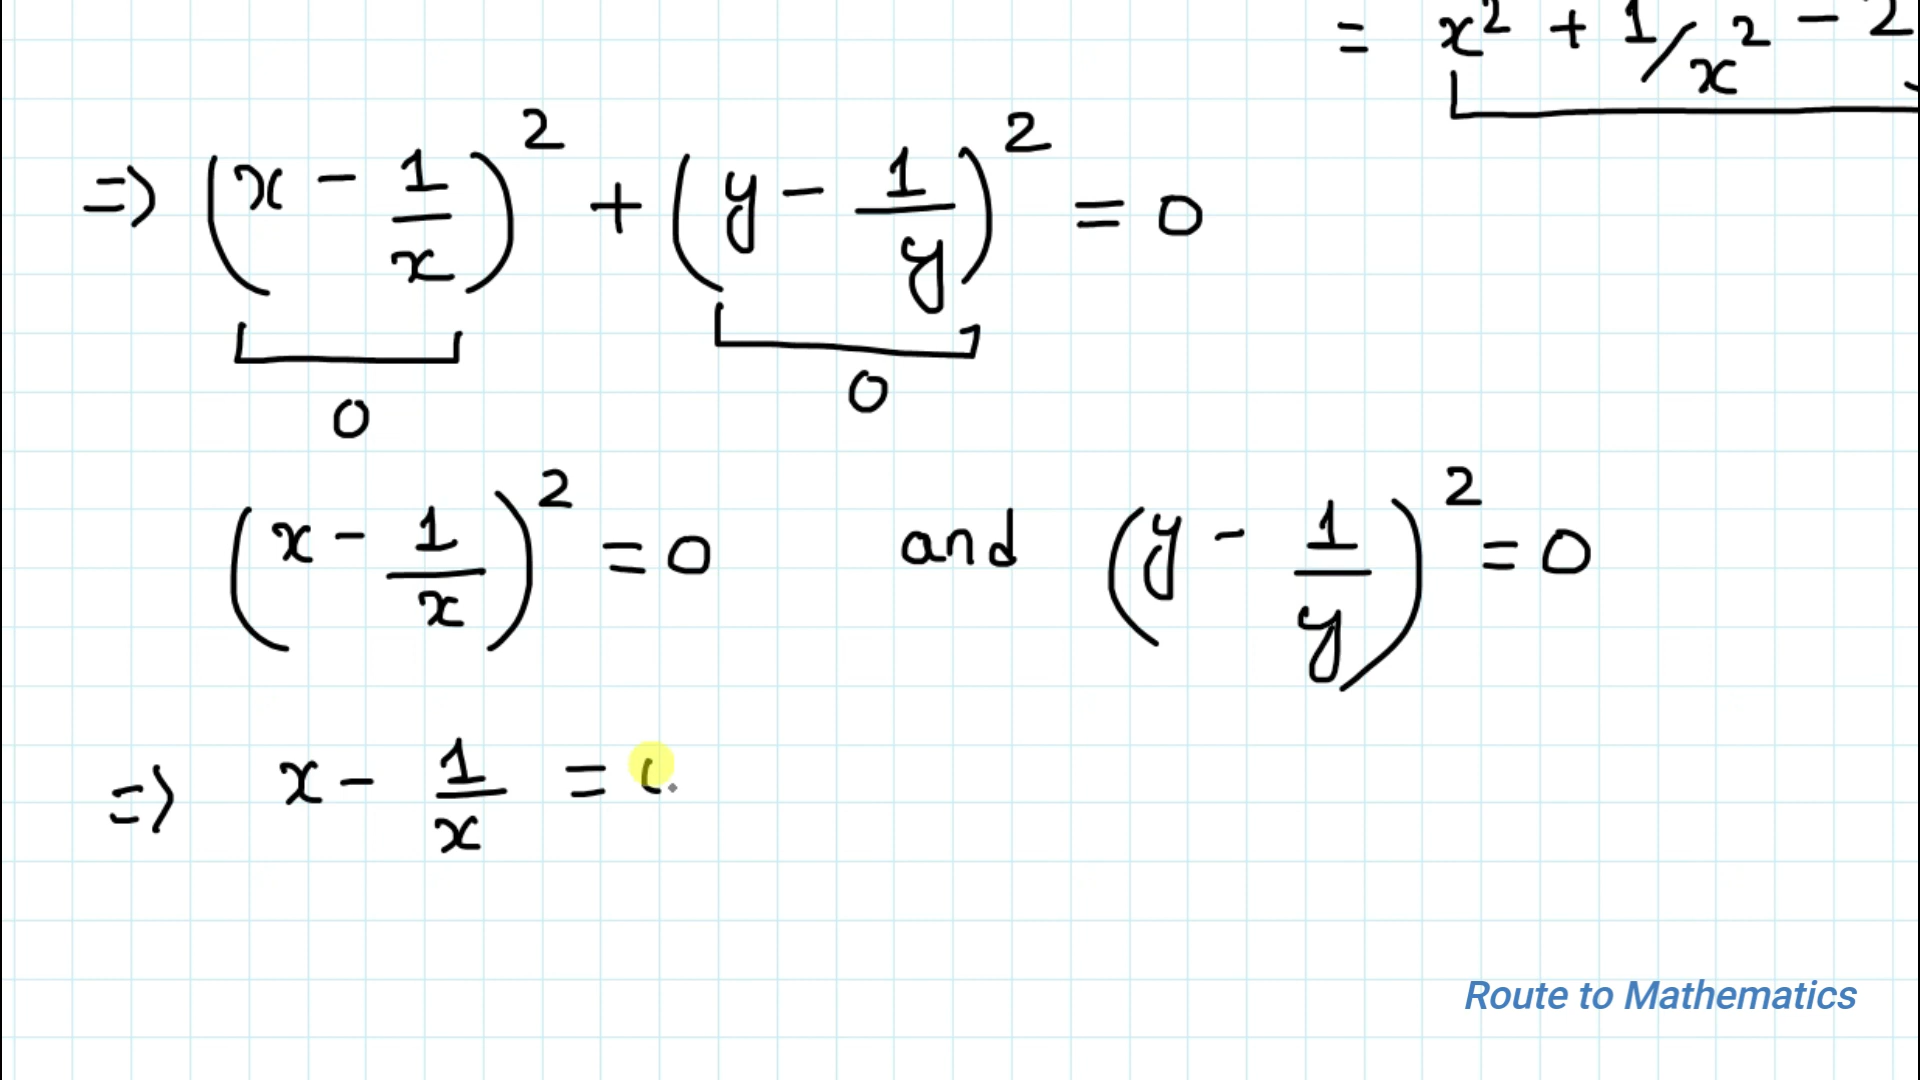 = x² + 1/x² - 2
=> (x - 1/x)² + (y - 1/y)² = 0
0 0
(x - 1/x)² = 0 and (y - 1/y)² = 0
=> x - 1/x =
Route to Mathematics